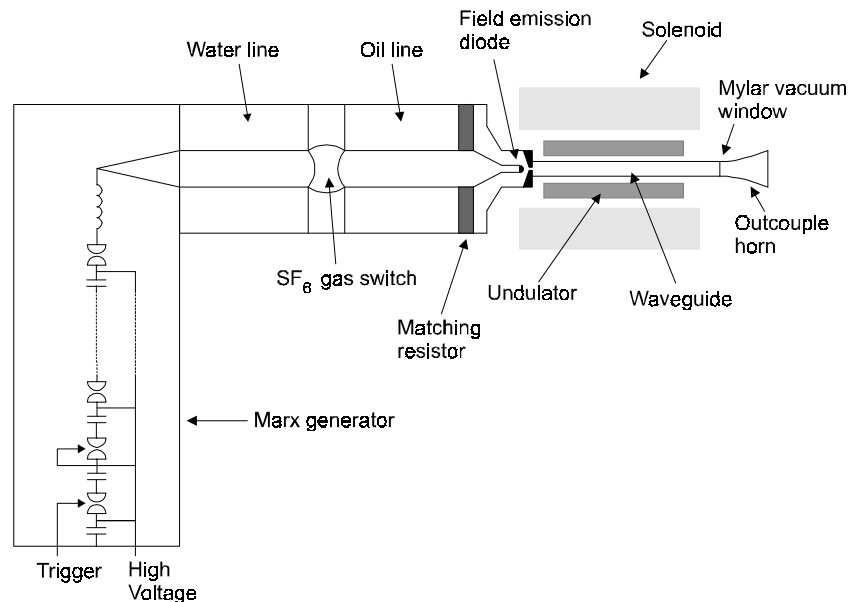 Field emission
diode
Water line
Oil line
Solenoid
Mylar vacuum
window
SF6 gas switch
Matching
resistor
Undulator
Waveguide
Outcouple
horn
Marx generator
Trigger
High
Voltage